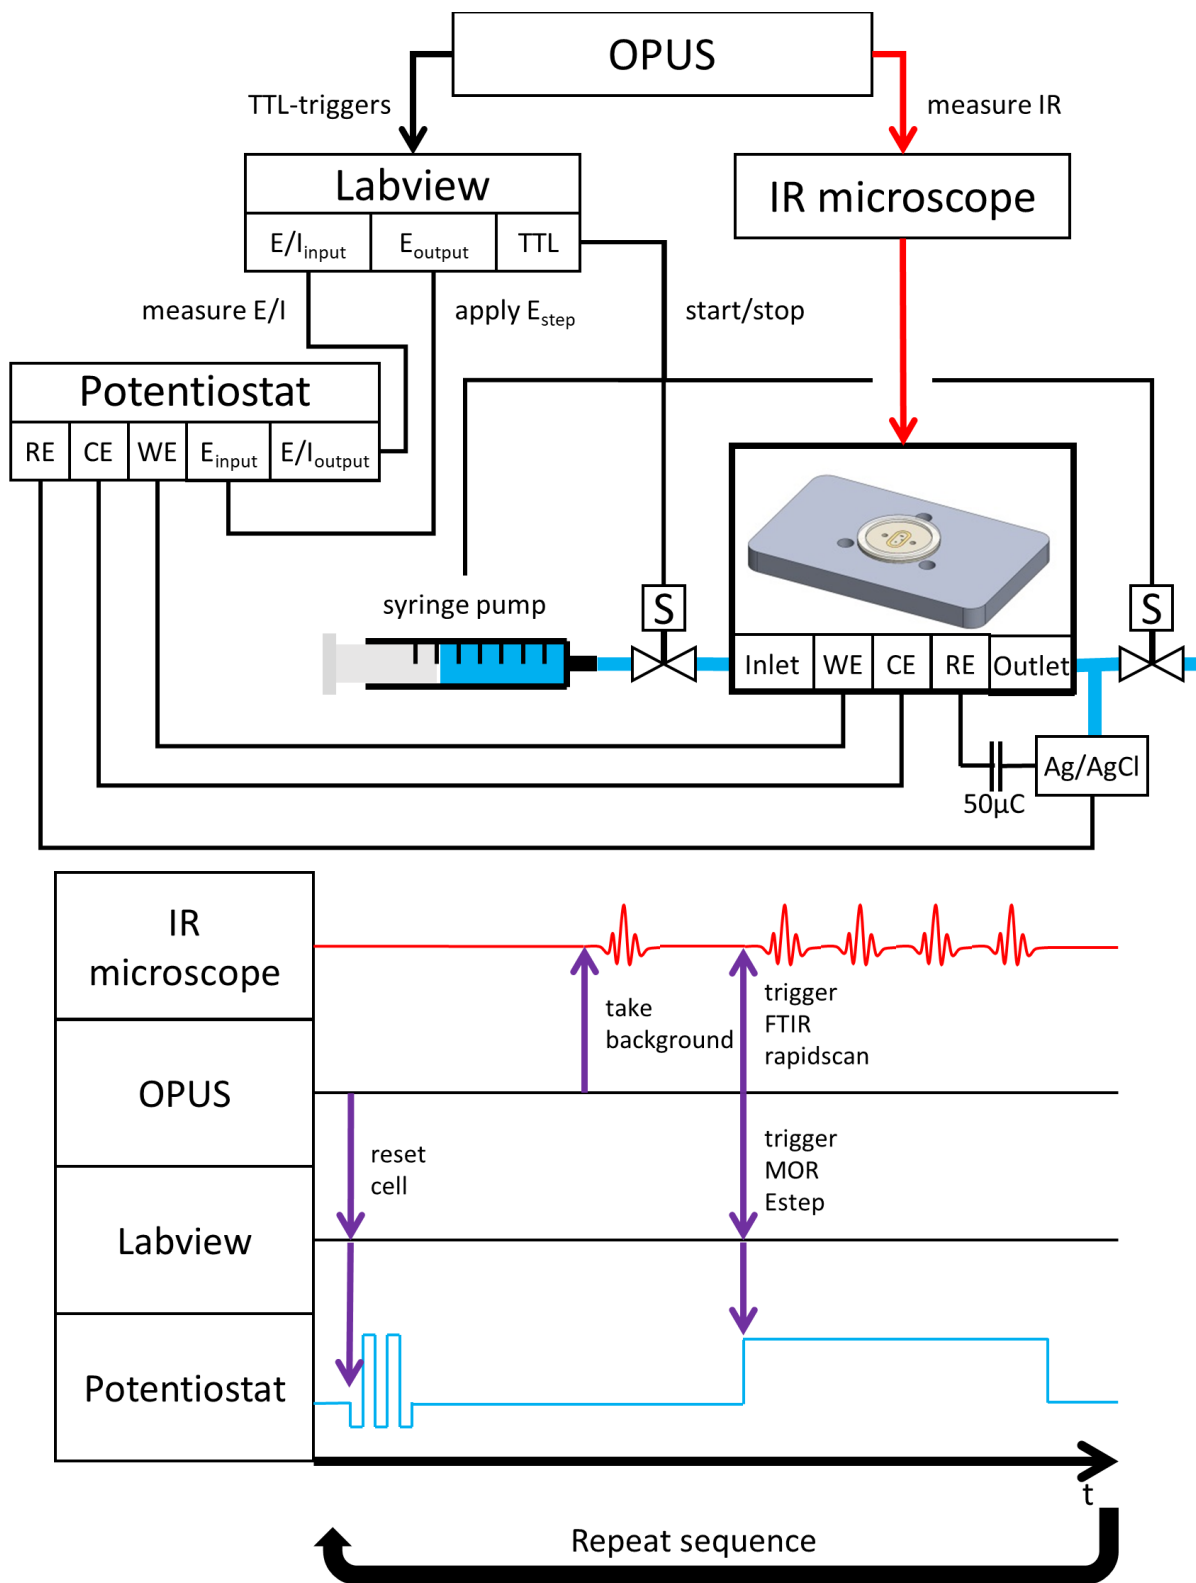 OPUS
TTL-triggers
measure IR
Labview
IR microscope
E/Iinput
Eoutput
TTL
measure E/I
apply Estep
start/stop
Potentiostat
RE
CE
WE
Einput
E/Ioutput
syringe pump
S
S
Inlet
WE
CE
RE
Outlet
Ag/AgCl
50µC
IR
microscope
take
background
trigger
FTIR
rapidscan
OPUS
reset
cell
trigger
MOR
Estep
Labview
Potentiostat
t
Repeat sequence